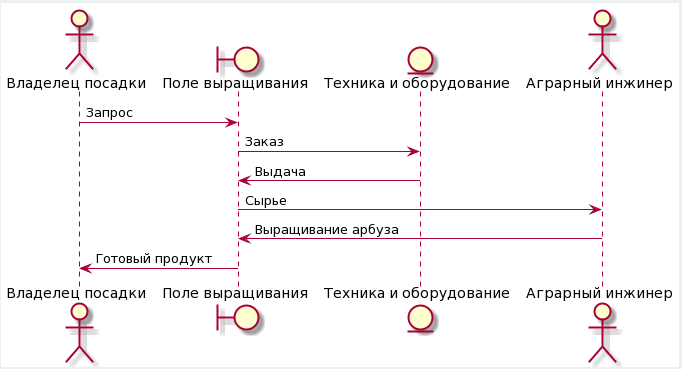 Владелец посадки
Поле выращивания
Техника и оборудование
Аграрный инжинер
Запрос
Заказ
Выдача
Сырье
Выращивание арбуза
Готовый продукт
Владелец посадки
Поле выращивания
Техника и оборудование
Аграрный инжинер